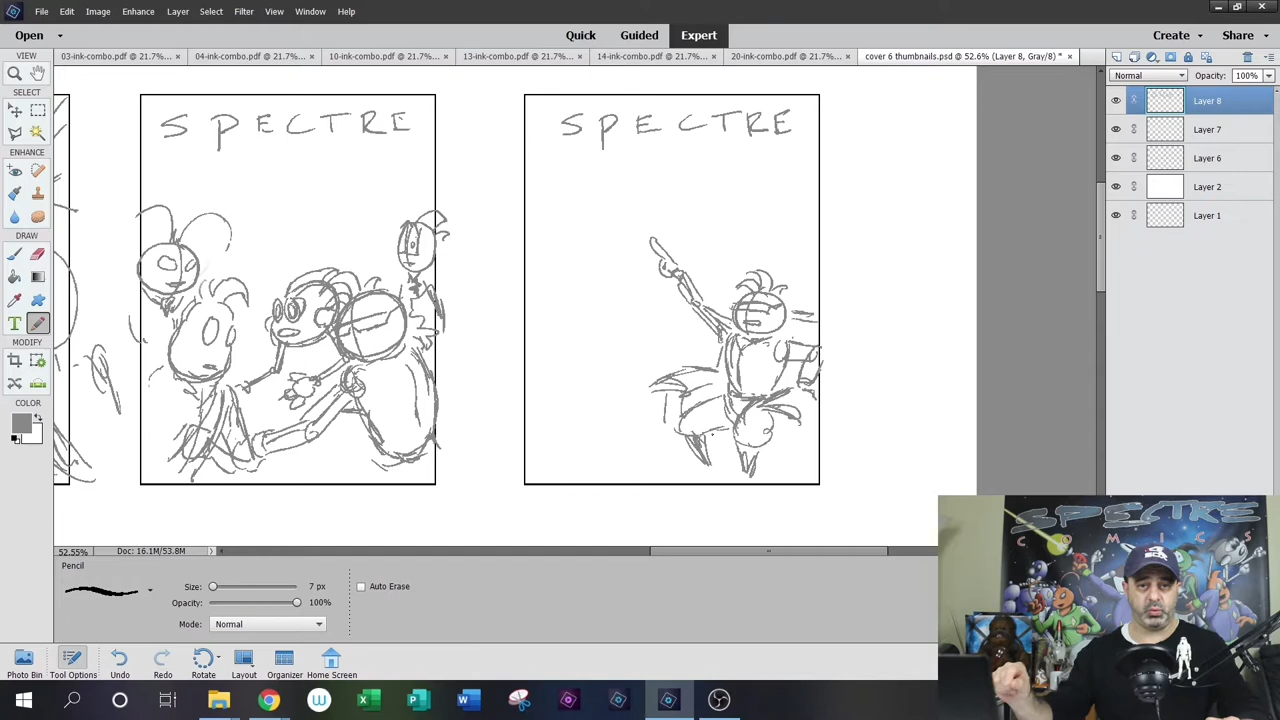 File Edit Image Enhance Layer Select Filter View Window Help
Open Quick Guided Expert Create Share
VIEW
03-ink-combo.pdf @ 21.7%... × 04-ink-combo.pdf @ 21.7%... × 10-ink-combo.pdf @ 21.7%... × 13-ink-combo.pdf @ 21.7%... × 14-ink-combo.pdf @ 21.7%... × 20-ink-combo.pdf @ 21.7%... × cover 6 thumbnails.psd @ 52.6% (Layer 8, Gray/8) * ×
Normal Opacity: 100%
SELECT
Layer 8
Layer 7
Layer 6
Layer 2
Layer 1
SPECTRE SPECTRE
ENHANCE
DRAW
MODIFY
COLOR
52.55% Doc: 16.1M/53.8M
Pencil
Size: 7 px Auto Erase
Opacity: 100%
Mode: Normal
Photo Bin Tool Options Undo Redo Rotate Layout Organizer Home Screen
SPECTRE
COMICS